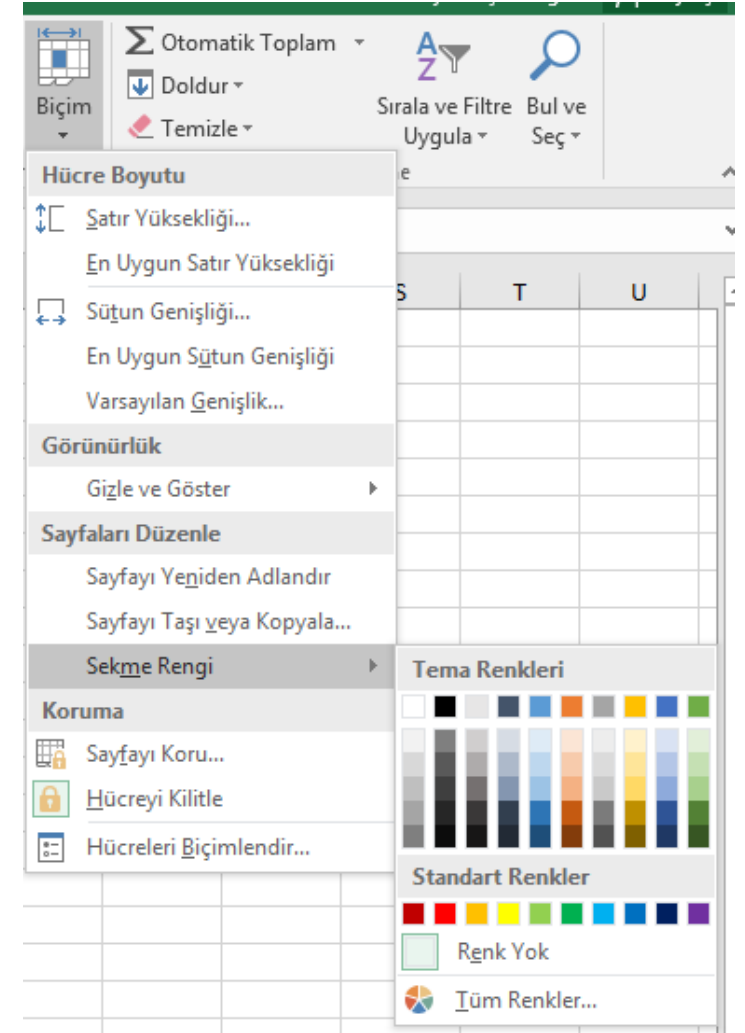 Biçim
Otomatik Toplam
Doldur
Temizle
Sırala ve Filtre
Uygula
Bul ve
Seç
e
Hücre Boyutu
Satır Yüksekliği...
En Uygun Satır Yüksekliği
Sütun Genişliği...
En Uygun Sütun Genişliği
Varsayılan Genişlik...
Görünürlük
Gizle ve Göster
Sayfaları Düzenle
Sayfayı Yeniden Adlandır
Sayfayı Taşı veya Kopyala...
Sekme Rengi
Koruma
Sayfayı Koru...
Hücreyi Kilitle
Hücreleri Biçimlendir...
S T U
Tema Renkleri
Standart Renkler
Renk Yok
Tüm Renkler...